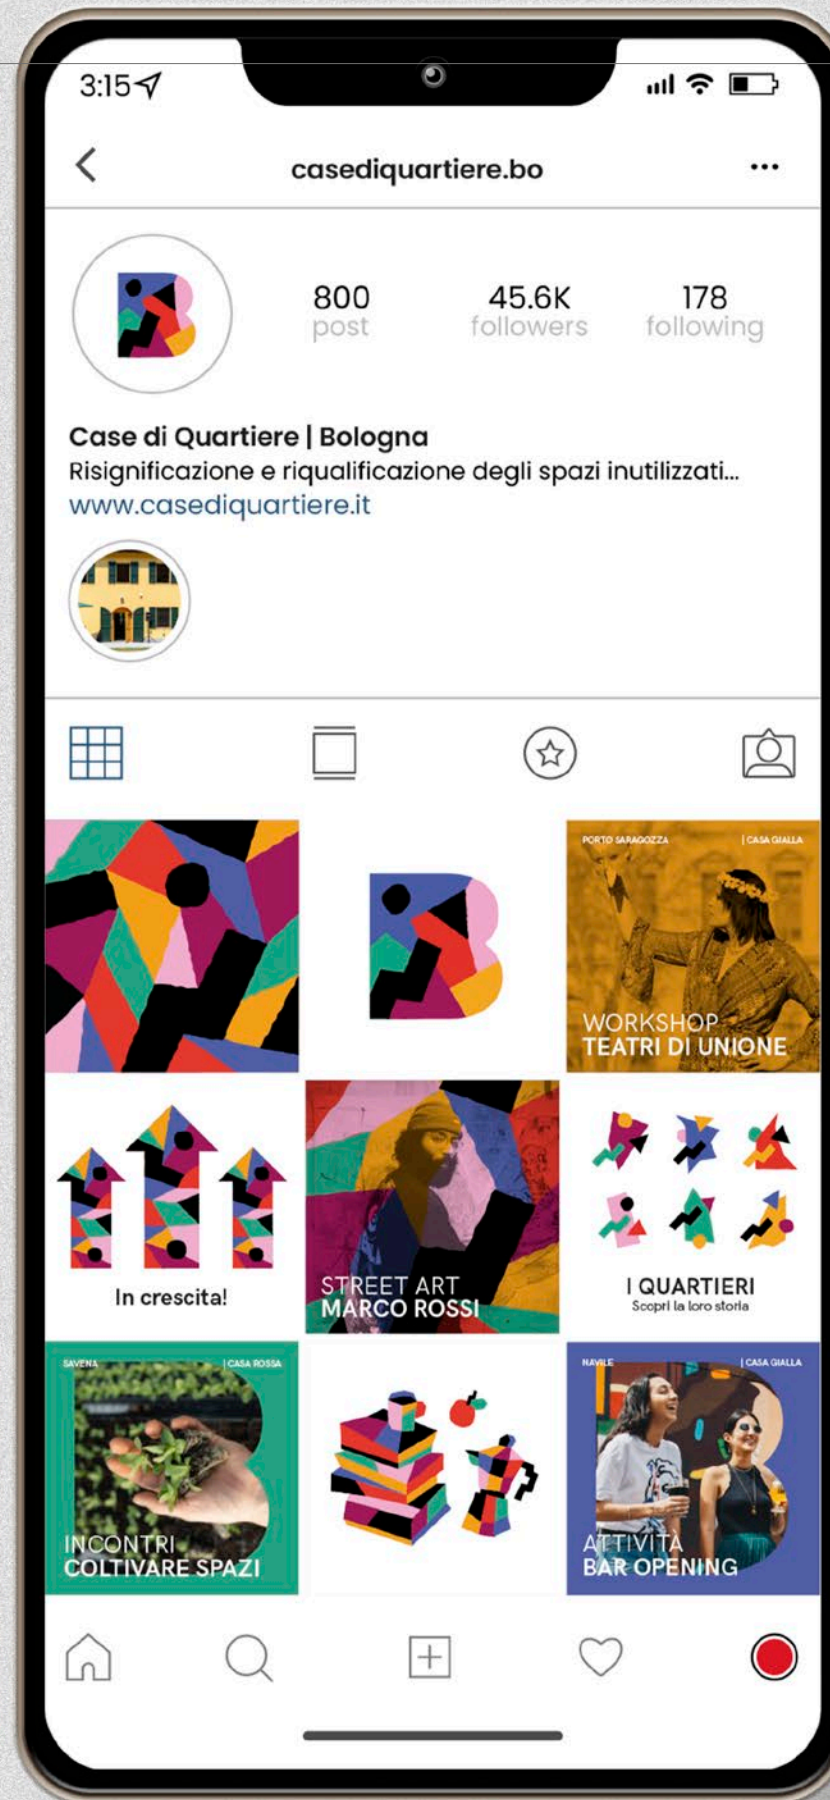 3:15
casediquartiere.bo
800
post
45.6K
followers
178
following
Case di Quartiere | Bologna
Risignificazione e riqualificazione degli spazi inutilizzati...
www.casediquartiere.it
PORTO SARAGOZZA | CASA GIALLA
WORKSHOP
TEATRI DI UNIONE
In crescita!
STREET ART
MARCO ROSSI
I QUARTIERI
Scopri la loro storia
SAVENA | CASA ROSSA
INCONTRI
COLTIVARE SPAZI
NAVILE | CASA GIALLA
ATTIVITÀ
BAR OPENING